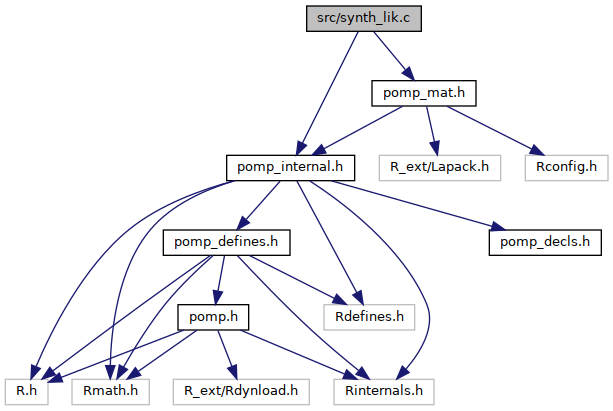 src/synth_lik.c
pomp_mat.h
pomp_internal.h
R_ext/Lapack.h
Rconfig.h
pomp_defines.h
pomp_decls.h
pomp.h
Rdefines.h
R.h
Rmath.h
R_ext/Rdynload.h
Rinternals.h